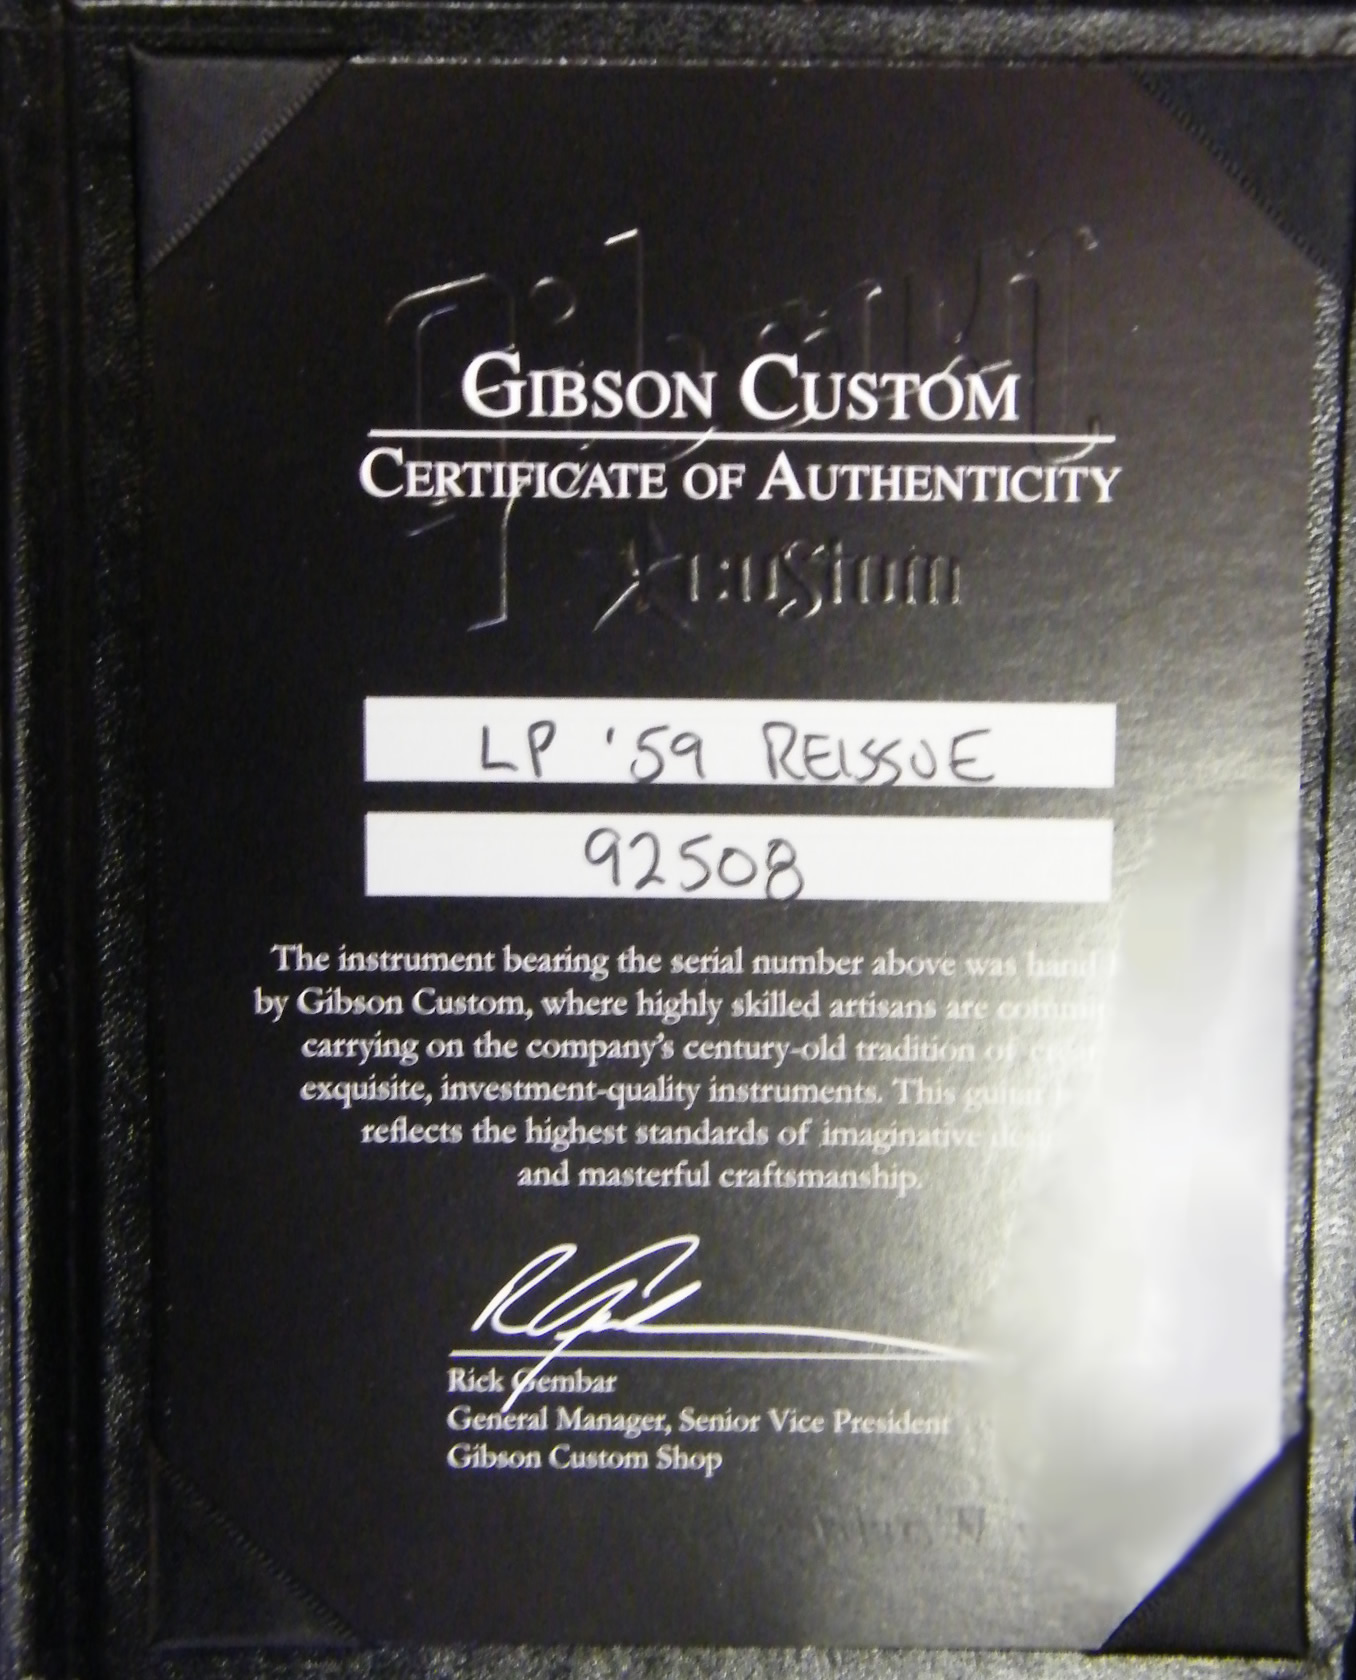 GIBSON CUSTOM
CERTIFICATE OF AUTHENTICITY
Custom
LP '59 REISSUE
92508
The instrument bearing the serial number above was hand
by Gibson Custom, where highly skilled artisans are
carrying on the company's century-old tradition of
exquisite, investment-quality instruments. This guitar
reflects the highest standards of imaginative
and masterful craftsmanship.
Rick Gembar
General Manager, Senior Vice President
Gibson Custom Shop